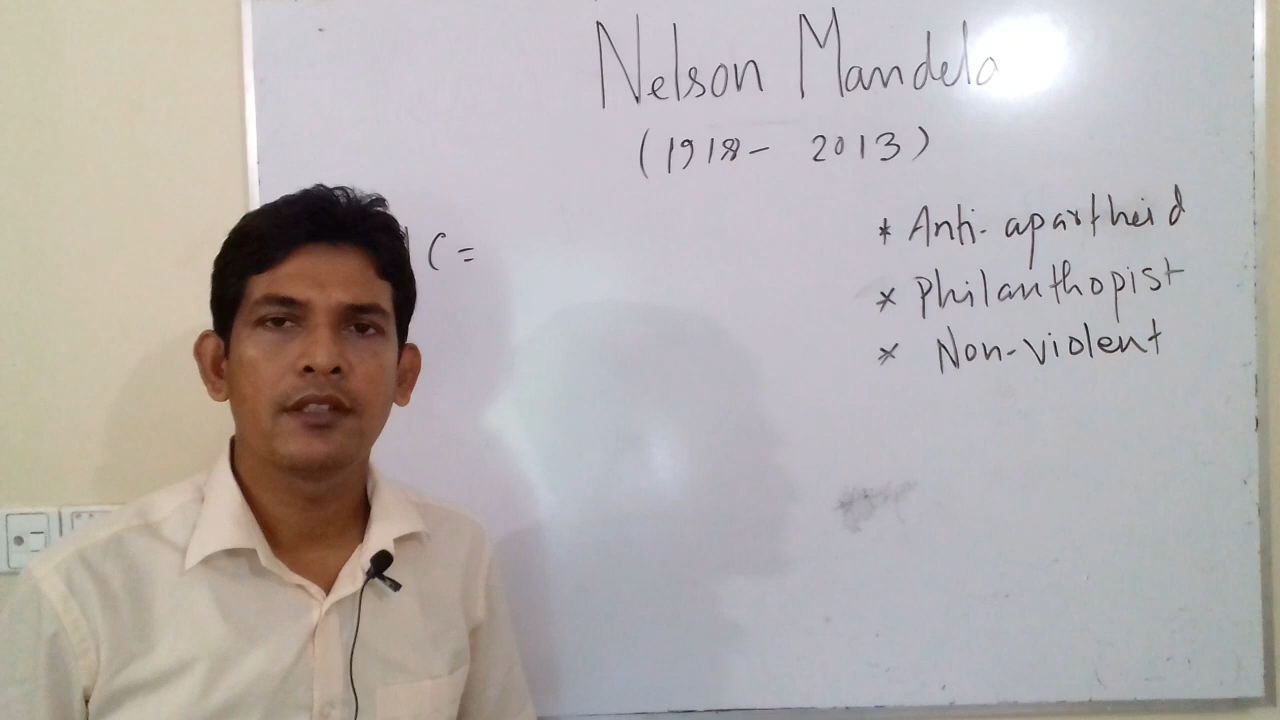 Nelson Mandela
(1918- 2013)
* Anti-apartheid
C=
* Philanthopist
* Non-violent